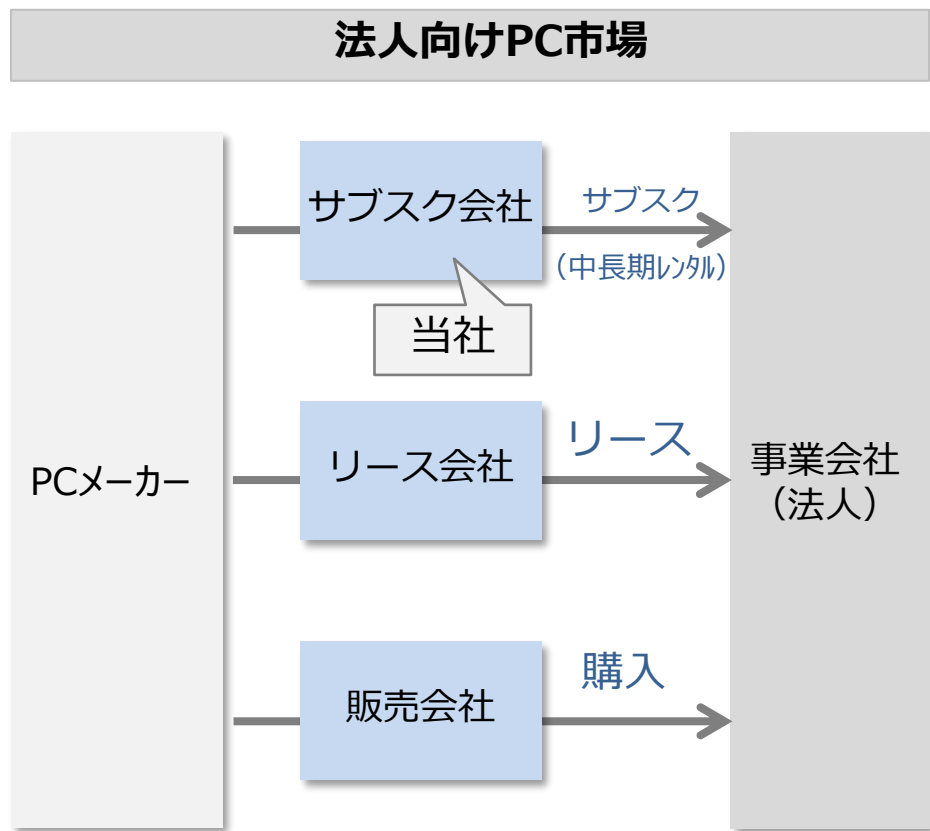 法人向けPC市場
サブスク会社
サブスク
（中長期ﾚﾝﾀﾙ）
当社
PCメーカー
リース会社
リース
事業会社
（法人）
販売会社
購入